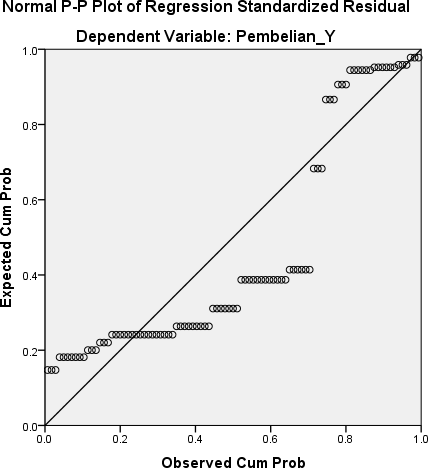 Normal P-P Plot of Regression Standardized Residual
Dependent Variable: Pembelian_Y
Expected Cum Prob
1.0
0.8
0.6
0.4
0.2
0.0
0.0 0.2 0.4 0.6 0.8 1.0
Observed Cum Prob